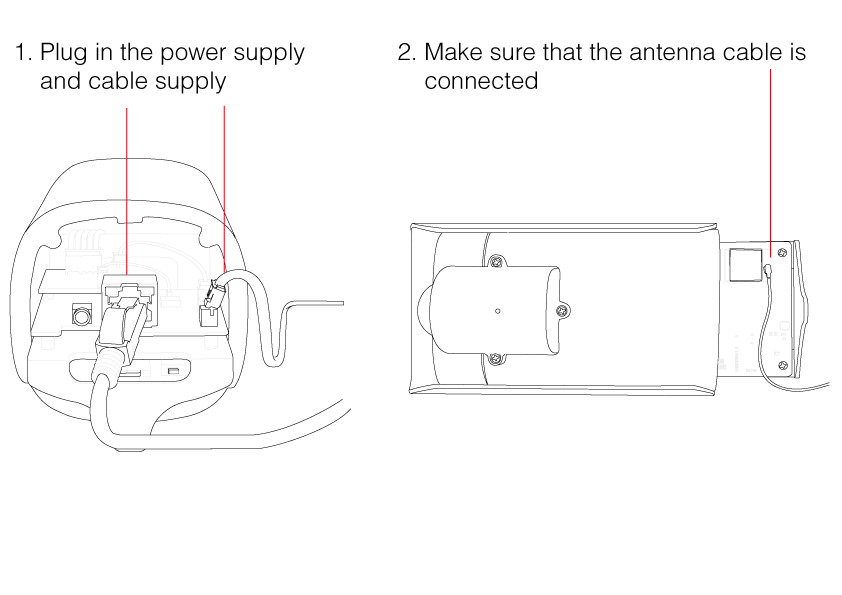 1. Plug in the power supply
and cable supply
2. Make sure that the antenna cable is
connected